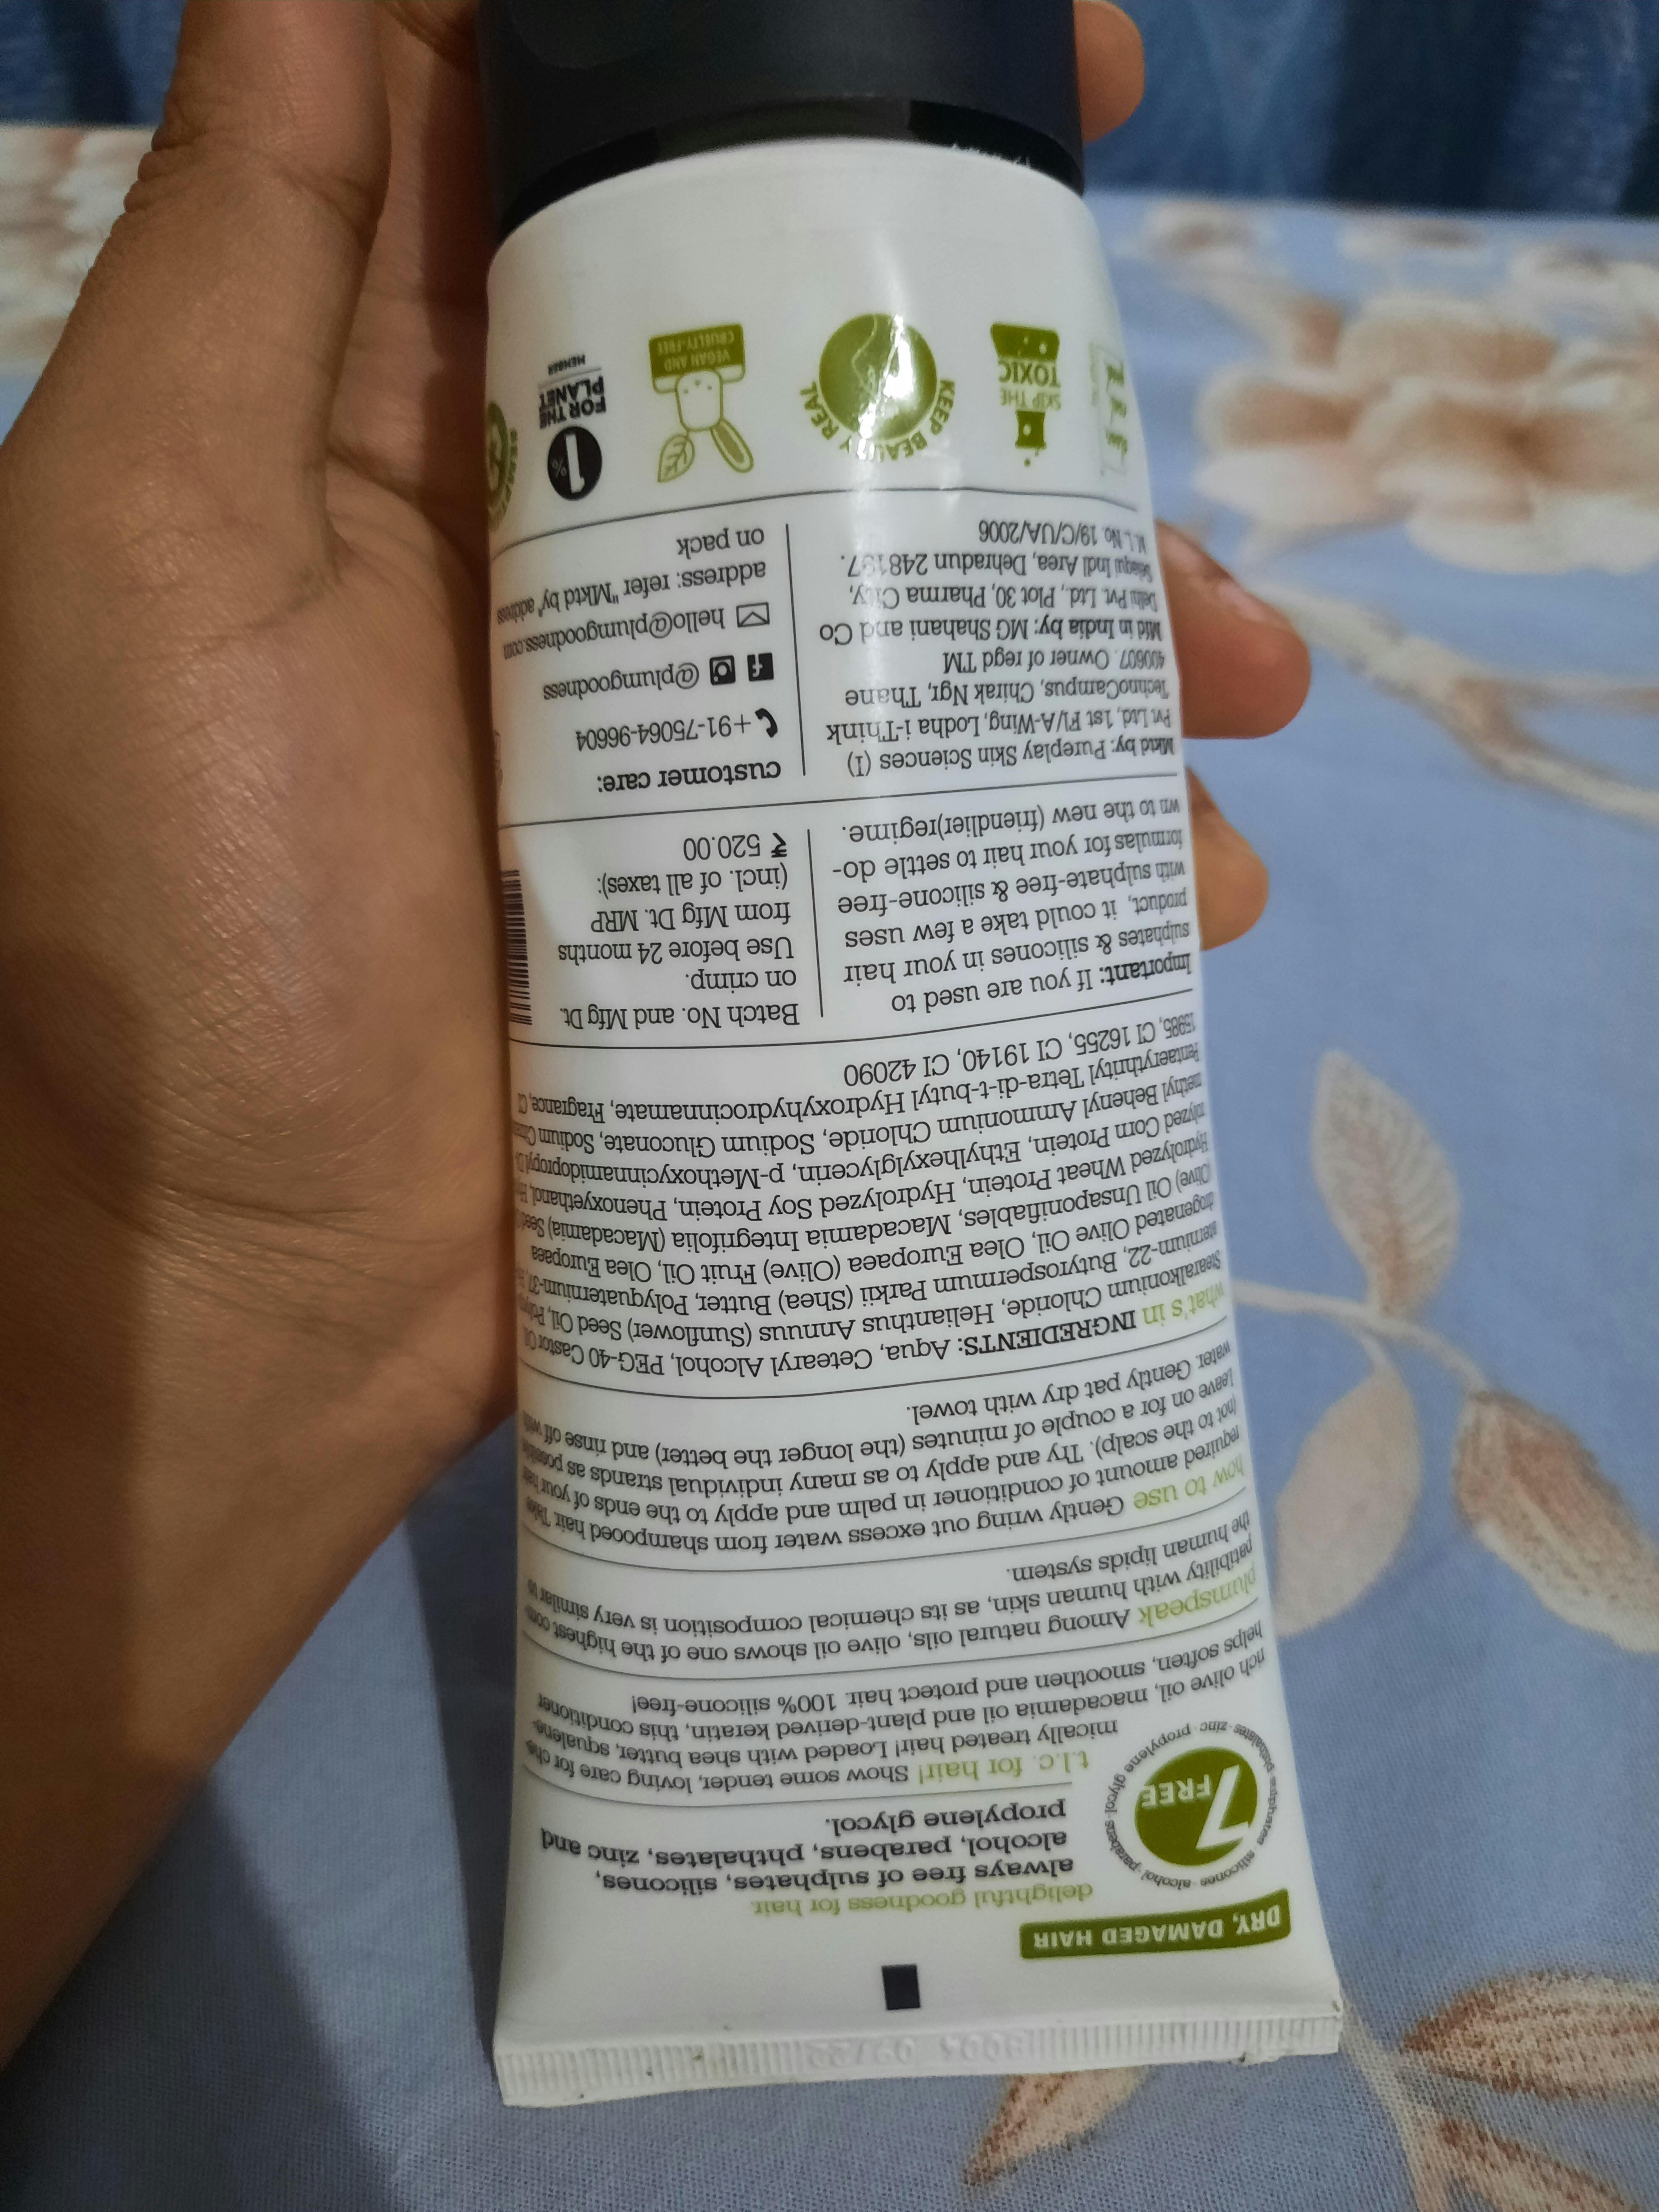 DRY, DAMAGED HAIR
7
FREE
delightful goodness for hair.
always free of sulphates, silicones,
alcohol, parabens, phthalates, zinc and
propylene glycol.
t.l.c. for hair! Show some tender, loving care for che-
mically treated hair! Loaded with shea butter, squalene-
rich olive oil, macadamia oil and plant-derived keratin, this conditioner
helps soften, smoothen and protect hair. 100% silicone-free!
plumspeak Among natural oils, olive oil shows one of the highest com-
patibility with human skin, as its chemical composition is very similar to
the human lipids system.
how to use Gently wring out excess water from shampooed hair. Take
required amount of conditioner in palm and apply to the ends of your hair
(not to the scalp). Try and apply to as many individual strands as possible
Leave on for a couple of minutes (the longer the better) and rinse off with
water. Gently pat dry with towel.
what's in INGREDIENTS: Aqua, Cetearyl Alcohol, PEG-40 Castor Oil
Stearalkonium Chloride, Helianthus Annuus (Sunflower) Seed Oil,
aternium-22, Butyrospermum Parkii (Shea) Butter, Polyquaternium-37,
drogenated Olive Oil, Olea Europaea (Olive) Fruit Oil, Olea Europaea
(Olive) Oil Unsaponifiables, Macadamia Integrifolia (Macadamia) Seed
Hydrolyzed Wheat Protein, Hydrolyzed Soy Protein, Phenoxyethanol,
rolyzed Corn Protein, Ethylhexylglycerin, p-Methoxycinnamidopropyl
methyl Behenyl Ammonium Chloride, Sodium Gluconate, Sodium
Pentaerythrityl Tetra-di-t-butyl Hydroxyhydrocinnamate, Fragrance, CI
15985, CI 16255, CI 19140, CI 42090
Important: If you are used to
sulphates & silicones in your hair
product, it could take a few uses
with sulphate-free & silicone-free
formulas for your hair to settle do-
wn to the new (friendlier)regime.
Batch No. and Mfg Dt.
on crimp.
Use before 24 months
from Mfg Dt. MRP
(incl. of all taxes):
₹ 520.00
Mktd by: Pureplay Skin Sciences (I)
Pvt Ltd, 1st Fl/A-Wing, Lodha i-Think
TechnoCampus, Chirak Ngr, Thane
400607. Owner of regd TM
Mfd in India by: MG Shahani and Co
Delhi Pvt. Ltd., Plot 30, Pharma City,
Selaqui Indl Area, Dehradun 248197.
M.L No. 19/C/UA/2006
customer care:
+91-75064-96604
@plumgoodness
hello@plumgoodness.com
address: refer "Mktd by" address
on pack
SKIP THE
TOXIC
KEEP BEAUTY REAL
VEGAN AND
CRUELTY-FREE
1%
FOR THE
PLANET
MEMBER